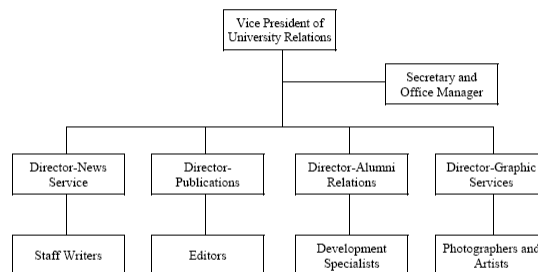 Vice President of
University Relations
Secretary and
Office Manager
Director-News
Service
Director-
Publications
Director-Alumni
Relations
Director-Graphic
Services
Staff Writers
Editors
Development
Specialists
Photographers and
Artists